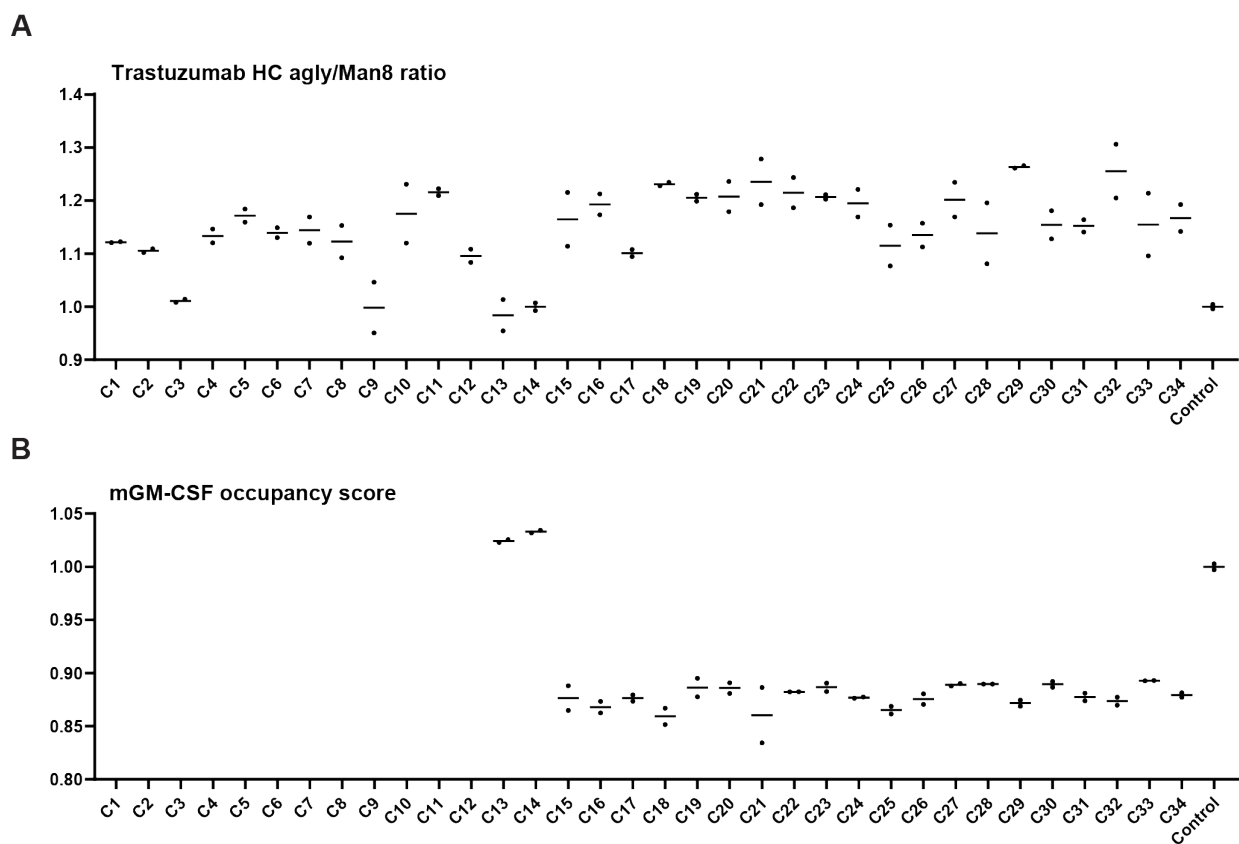 A
Trastuzumab HC agly/Man8 ratio
1.4
1.3
1.2
1.1
1.0
0.9
C1 C2 C3 C4 C5 C6 C7 C8 C9 C10 C11 C12 C13 C14 C15 C16 C17 C18 C19 C20 C21 C22 C23 C24 C25 C26 C27 C28 C29 C30 C31 C32 C33 C34 Control
B
mGM-CSF occupancy score
1.05
1.00
0.95
0.90
0.85
0.80
C1 C2 C3 C4 C5 C6 C7 C8 C9 C10 C11 C12 C13 C14 C15 C16 C17 C18 C19 C20 C21 C22 C23 C24 C25 C26 C27 C28 C29 C30 C31 C32 C33 C34 Control